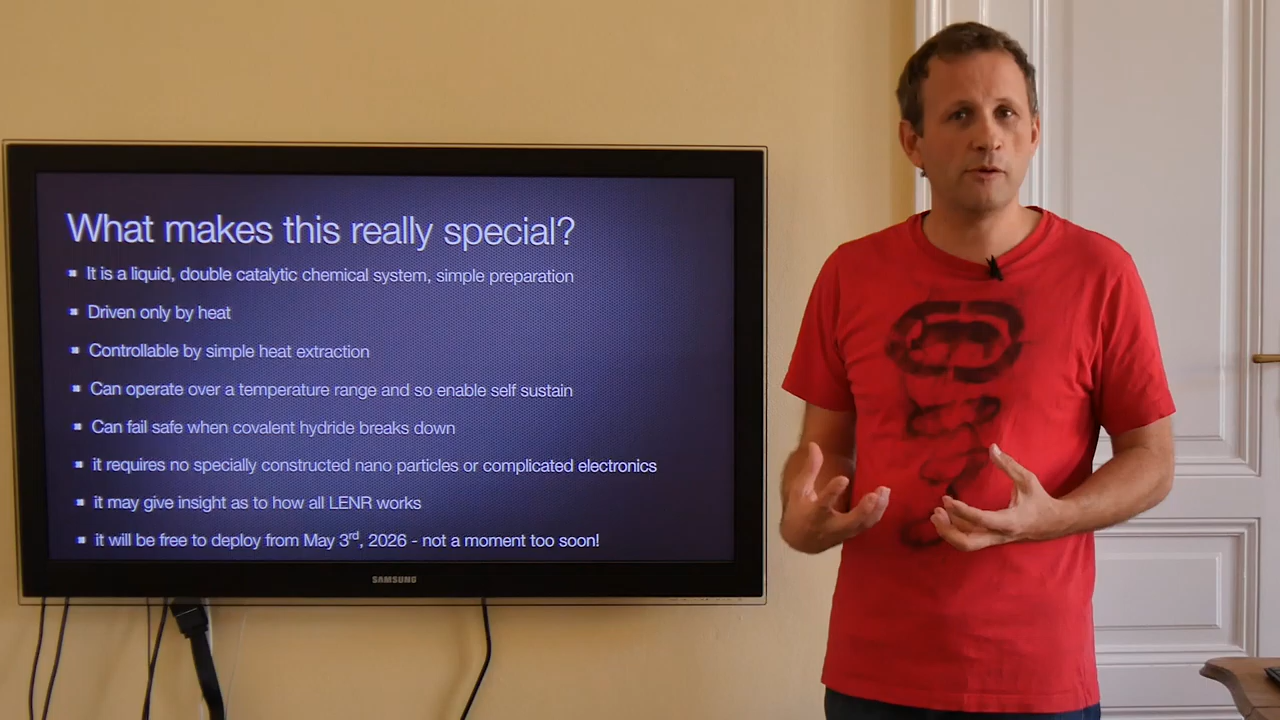 What makes this really special?
It is a liquid, double catalytic chemical system, simple preparation
Driven only by heat
Controllable by simple heat extraction
Can operate over a temperature range and so enable self sustain
Can fail safe when covalent hydride breaks down
it requires no specially constructed nano particles or complicated electronics
it may give insight as to how all LENR works
it will be free to deploy from May 3rd, 2026 - not a moment too soon!
SAMSUNG